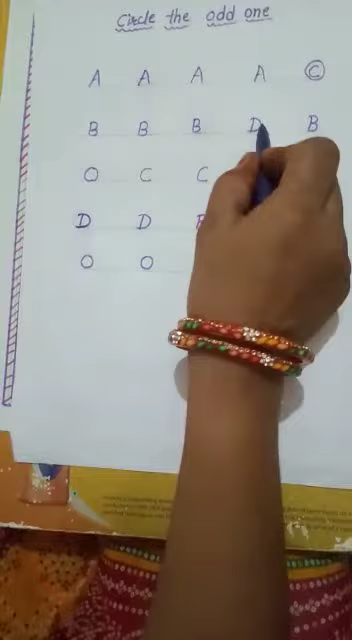 Circle the odd one
A A A A C
B B B D B
O C C
D D
O O